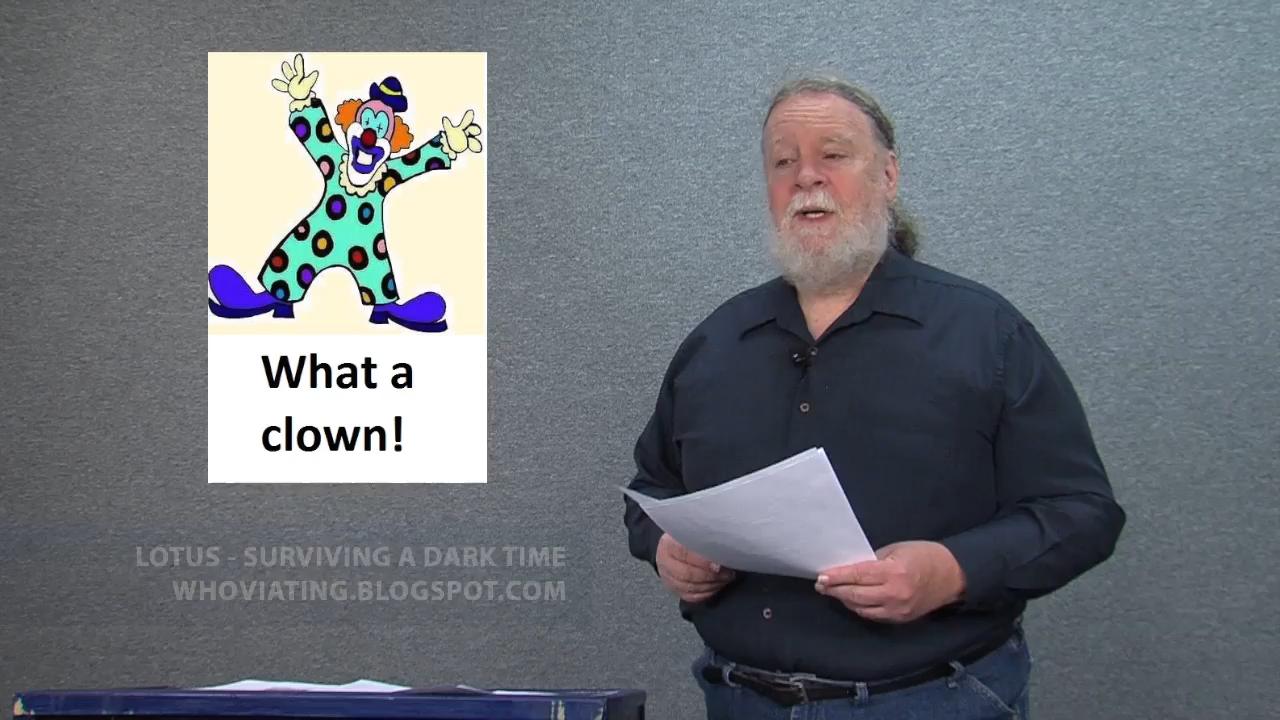 What a
clown!
LOTUS - SURVIVING A DARK TIME
WHOVIATING.BLOGSPOT.COM